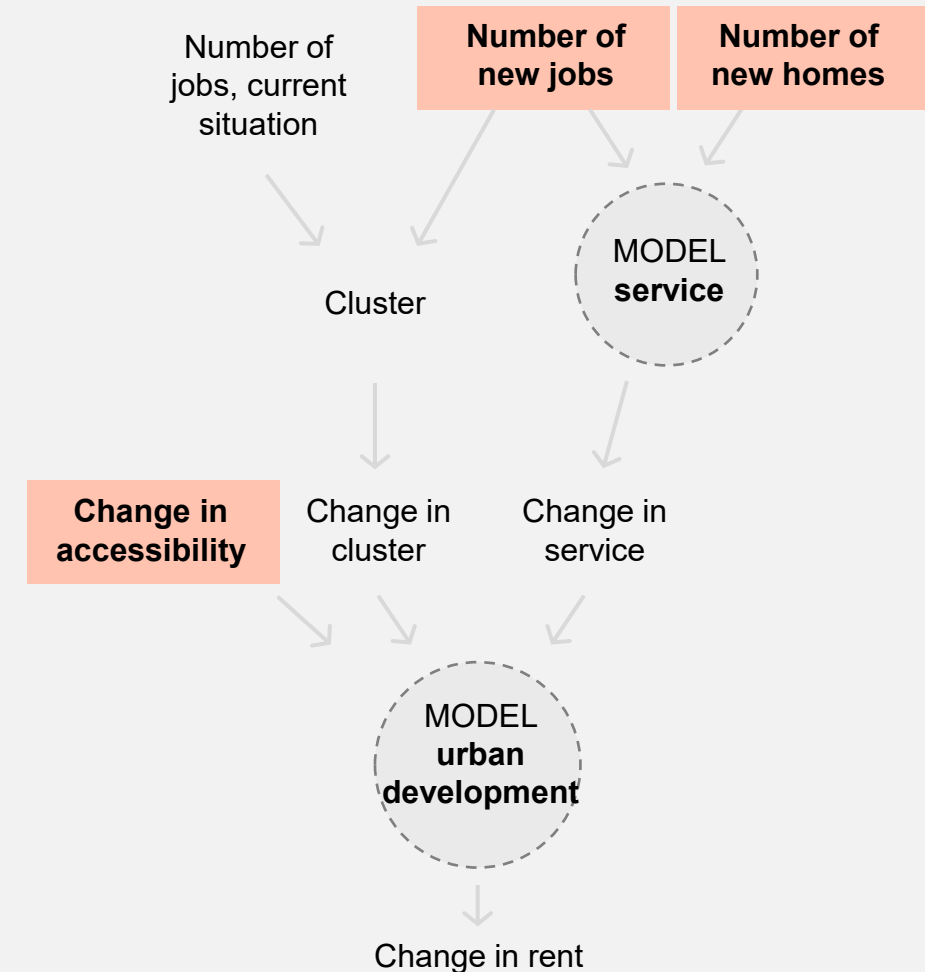 Number of
jobs, current
situation
Number of
new jobs
Number of
new homes
MODEL
service
Cluster
Change in
accessibility
Change in
cluster
Change in
service
MODEL
urban
development
Change in rent